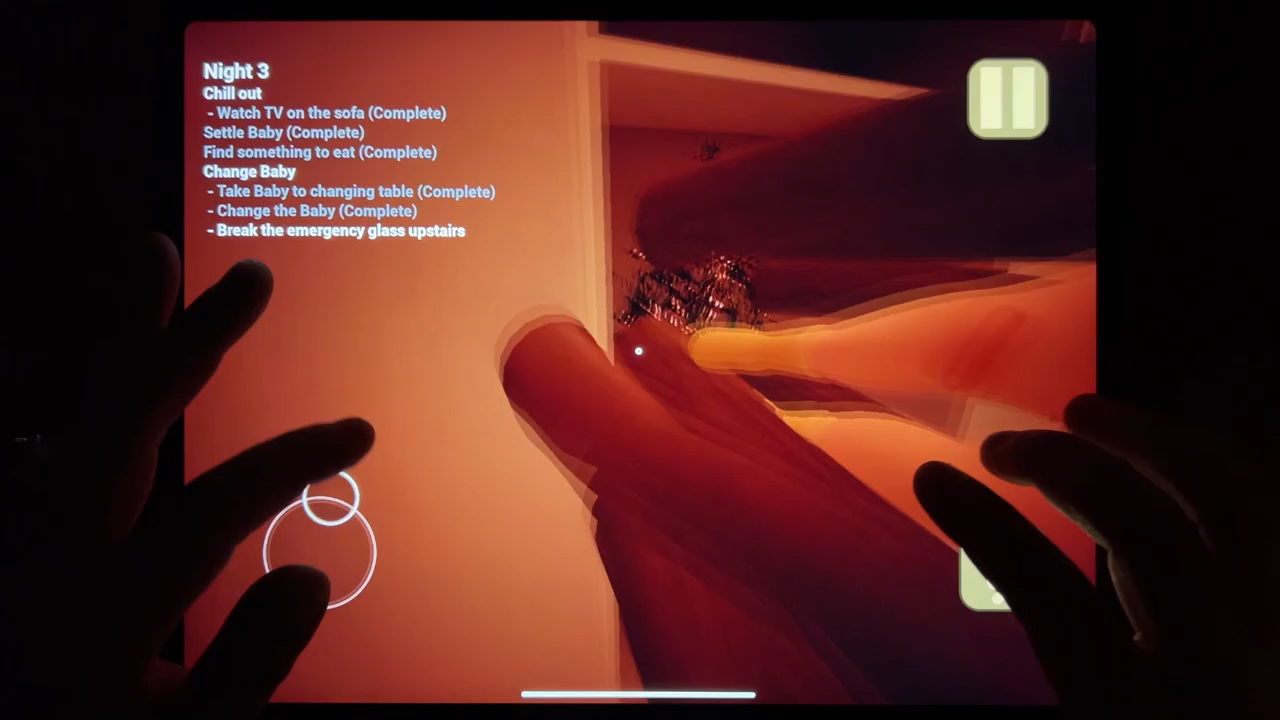 Night 3
Chill out
- Watch TV on the sofa (Complete)
Settle Baby (Complete)
Find something to eat (Complete)
Change Baby
- Take Baby to changing table (Complete)
- Change the Baby (Complete)
- Break the emergency glass upstairs